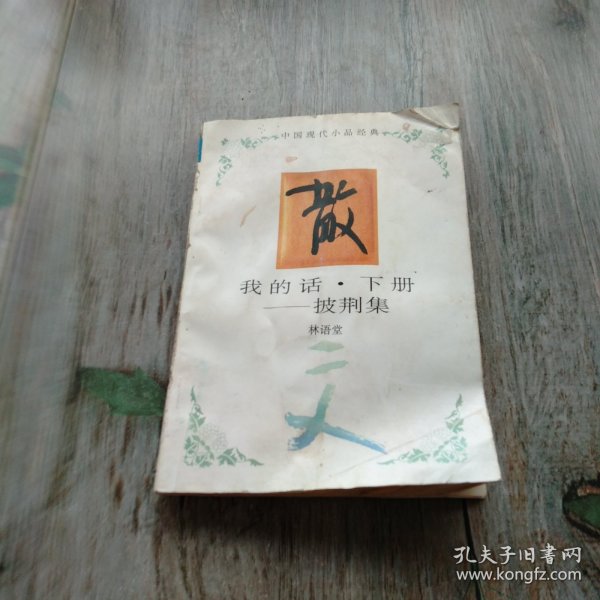 中国现代小品经典
散
我的话·下册
——披荆集
林语堂
文
孔夫子旧书网
www.kongfz.com